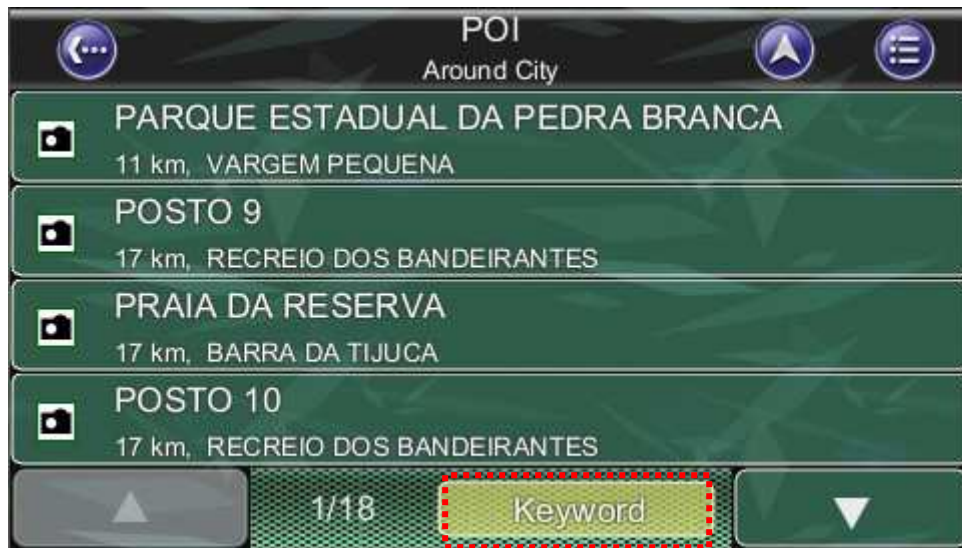 POI
Around City
PARQUE ESTADUAL DA PEDRA BRANCA
11 km, VARGEM PEQUENA
POSTO 9
17 km, RECREIO DOS BANDEIRANTES
PRAIA DA RESERVA
17 km, BARRA DA TIJUCA
POSTO 10
17 km, RECREIO DOS BANDEIRANTES
1/18 Keyword